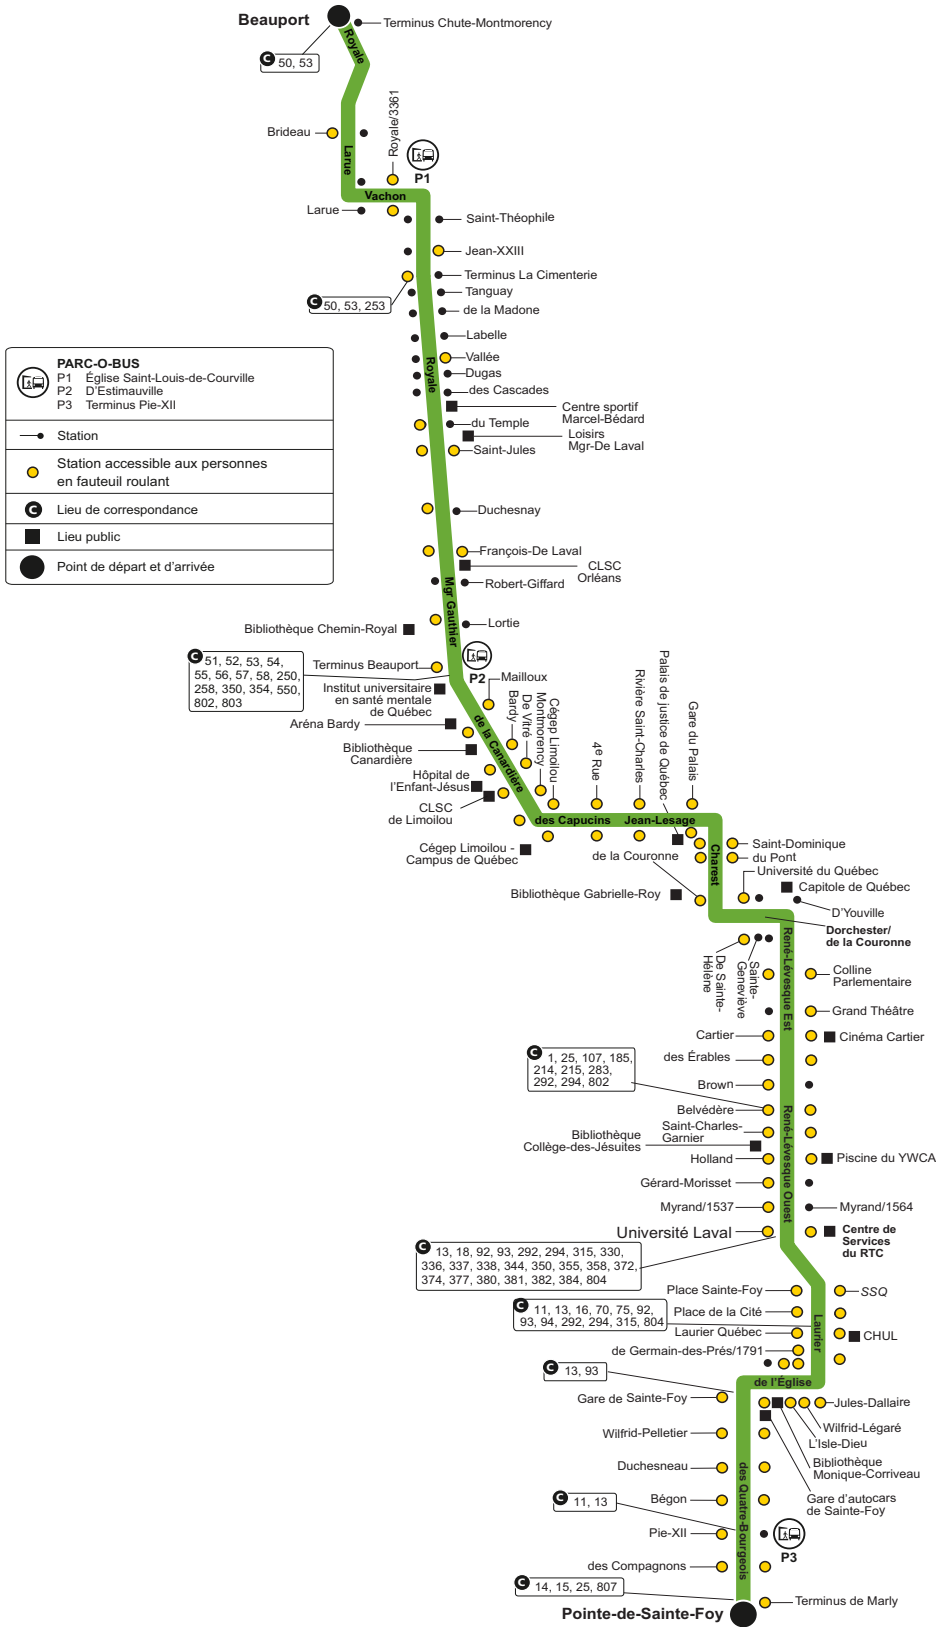 Beauport
Terminus Chute-Montmorency
Royale
C 50, 53
Brideau
Larue
Royale/3361
P1
Vachon
Larue
Saint-Théophile
Jean-XXIII
Terminus La Cimenterie
C 50, 53, 253
Tanguay
de la Madone
Labelle
Vallée
Royale
Dugas
des Cascades
Centre sportif
Marcel-Bédard
du Temple
Loisirs
Mgr-De Laval
Saint-Jules
PARC-O-BUS
P1 Église Saint-Louis-de-Courville
P2 D'Estimauville
P3 Terminus Pie-XII
Station
Station accessible aux personnes
en fauteuil roulant
C Lieu de correspondance
Lieu public
Point de départ et d'arrivée
Duchesnay
François-De Laval
CLSC
Orléans
Robert-Giffard
Mgr Gauthier
Lortie
Bibliothèque Chemin-Royal
C 51, 52, 53, 54,
55, 56, 57, 58, 250,
258, 350, 354, 550,
802, 803
Terminus Beauport
P2
Mailloux
Institut universitaire
en santé mentale
de Québec
Aréna Bardy
de la Canardière
Bibliothèque
Canardière
Bardy
De Vitré
Montmorency
Cégep Limoilou
4e Rue
Rivière Saint-Charles
Palais de justice de Québec
Gare du Palais
Hôpital de
l'Enfant-Jésus
CLSC
de Limoilou
des Capucins
Jean-Lesage
Cégep Limoilou -
Campus de Québec
de la Couronne
Charest
Saint-Dominique
du Pont
Université du Québec
Capitole de Québec
Bibliothèque Gabrielle-Roy
D'Youville
Dorchester/
de la Couronne
De Sainte-
Hélène
Sainte-
Geneviève
René-Lévesque Est
Colline
Parlementaire
Grand Théâtre
Cartier
Cinéma Cartier
C 1, 25, 107, 185,
214, 215, 283,
292, 294, 802
des Érables
Brown
Belvédère
René-Lévesque Ouest
Saint-Charles-
Garnier
Bibliothèque
Collège-des-Jésuites
Holland
Piscine du YWCA
Gérard-Morisset
Myrand/1537
Myrand/1564
Université Laval
Centre de
Services
du RTC
C 13, 18, 92, 93, 292, 294, 315, 330,
336, 337, 338, 344, 350, 355, 358, 372,
374, 377, 380, 381, 382, 384, 804
Place Sainte-Foy
SSQ
C 11, 13, 16, 70, 75, 92,
93, 94, 292, 294, 315, 804
Place de la Cité
Laurier
Laurier Québec
CHUL
de Germain-des-Prés/1791
C 13, 93
de l'Église
Gare de Sainte-Foy
Jules-Dallaire
Wilfrid-Légaré
L'Isle-Dieu
Wilfrid-Pelletier
Bibliothèque
Monique-Corriveau
Duchesneau
des Quatre-Bourgeois
Gare d'autocars
de Sainte-Foy
Bégon
C 11, 13
Pie-XII
P3
des Compagnons
C 14, 15, 25, 807
Terminus de Marly
Pointe-de-Sainte-Foy